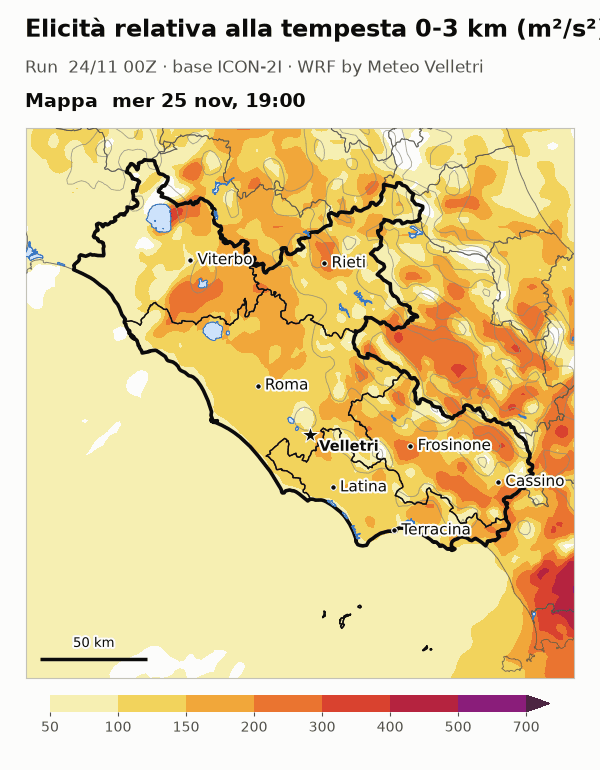 Elicità relativa alla tempesta 0-3 km (m²/s²)
Run 24/11 00Z · base ICON-2I · WRF by Meteo Velletri
Mappa mer 25 nov, 19:00
Viterbo
Rieti
Roma
Velletri
Frosinone
Cassino
Latina
Terracina
50 km
50 100 150 200 300 400 500 700